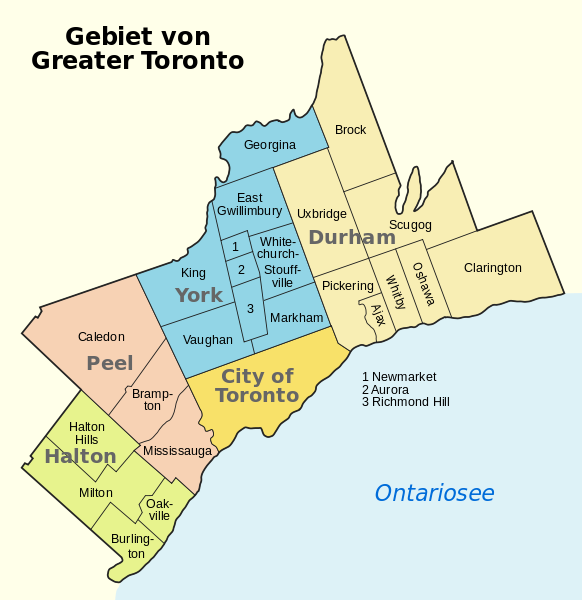 Gebiet von
Greater Toronto
Brock
Georgina
East
Gwillimbury
Uxbridge
Scugog
Durham
1
White-
church-
Stouff-
ville
King
2
Clarington
York
Pickering
Whitby
Oshawa
3
Ajax
Markham
Caledon
Vaughan
Peel
City of
Toronto
1 Newmarket
2 Aurora
3 Richmond Hill
Bramp-
ton
Halton
Hills
Halton
Mississauga
Milton
Oak-
ville
Ontariosee
Burling-
ton